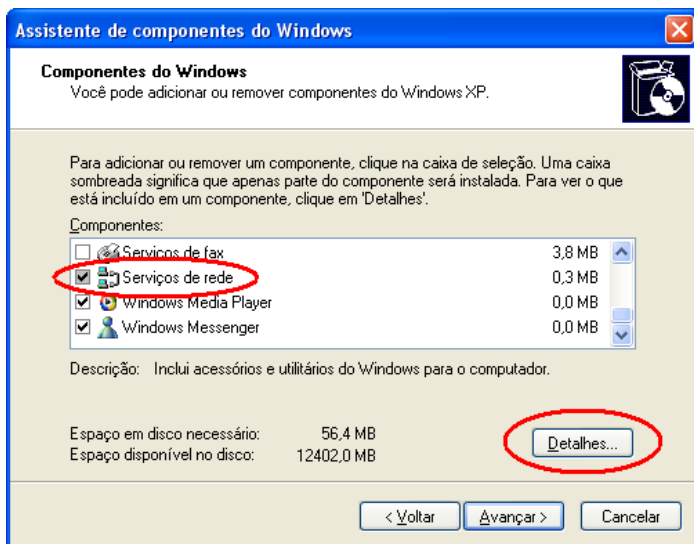 Assistente de componentes do Windows
Componentes do Windows
Você pode adicionar ou remover componentes do Windows XP.
Para adicionar ou remover um componente, clique na caixa de seleção. Uma caixa
sombreada significa que apenas parte do componente será instalada. Para ver o que
está incluído em um componente, clique em 'Detalhes'.
Componentes:
Serviços de fax 3,8 MB
Serviços de rede 0,3 MB
Windows Media Player 0,0 MB
Windows Messenger 0,0 MB
Descrição: Inclui acessórios e utilitários do Windows para o computador.
Espaço em disco necessário: 56,4 MB
Espaço disponível no disco: 12402,0 MB
Detalhes...
< Voltar Avançar > Cancelar